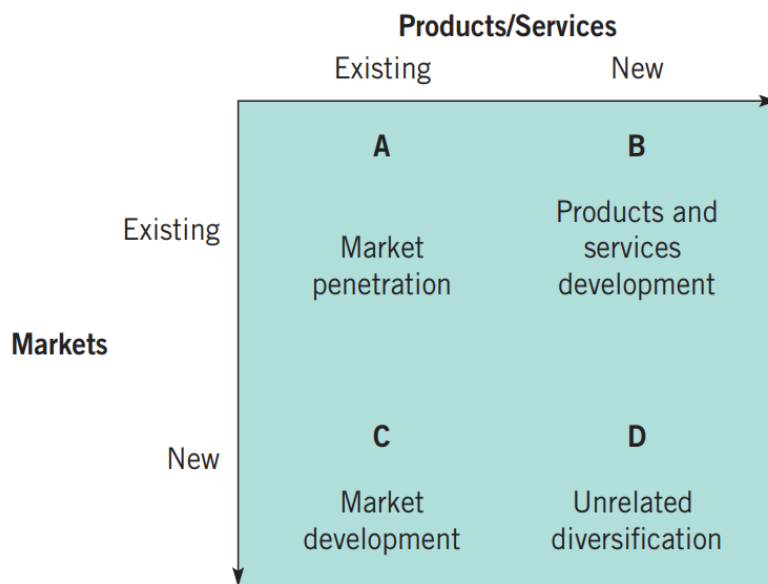 Products/Services
Existing
New
A
B
Existing
Market
penetration
Products and
services
development
Markets
New
C
D
Market
development
Unrelated
diversification